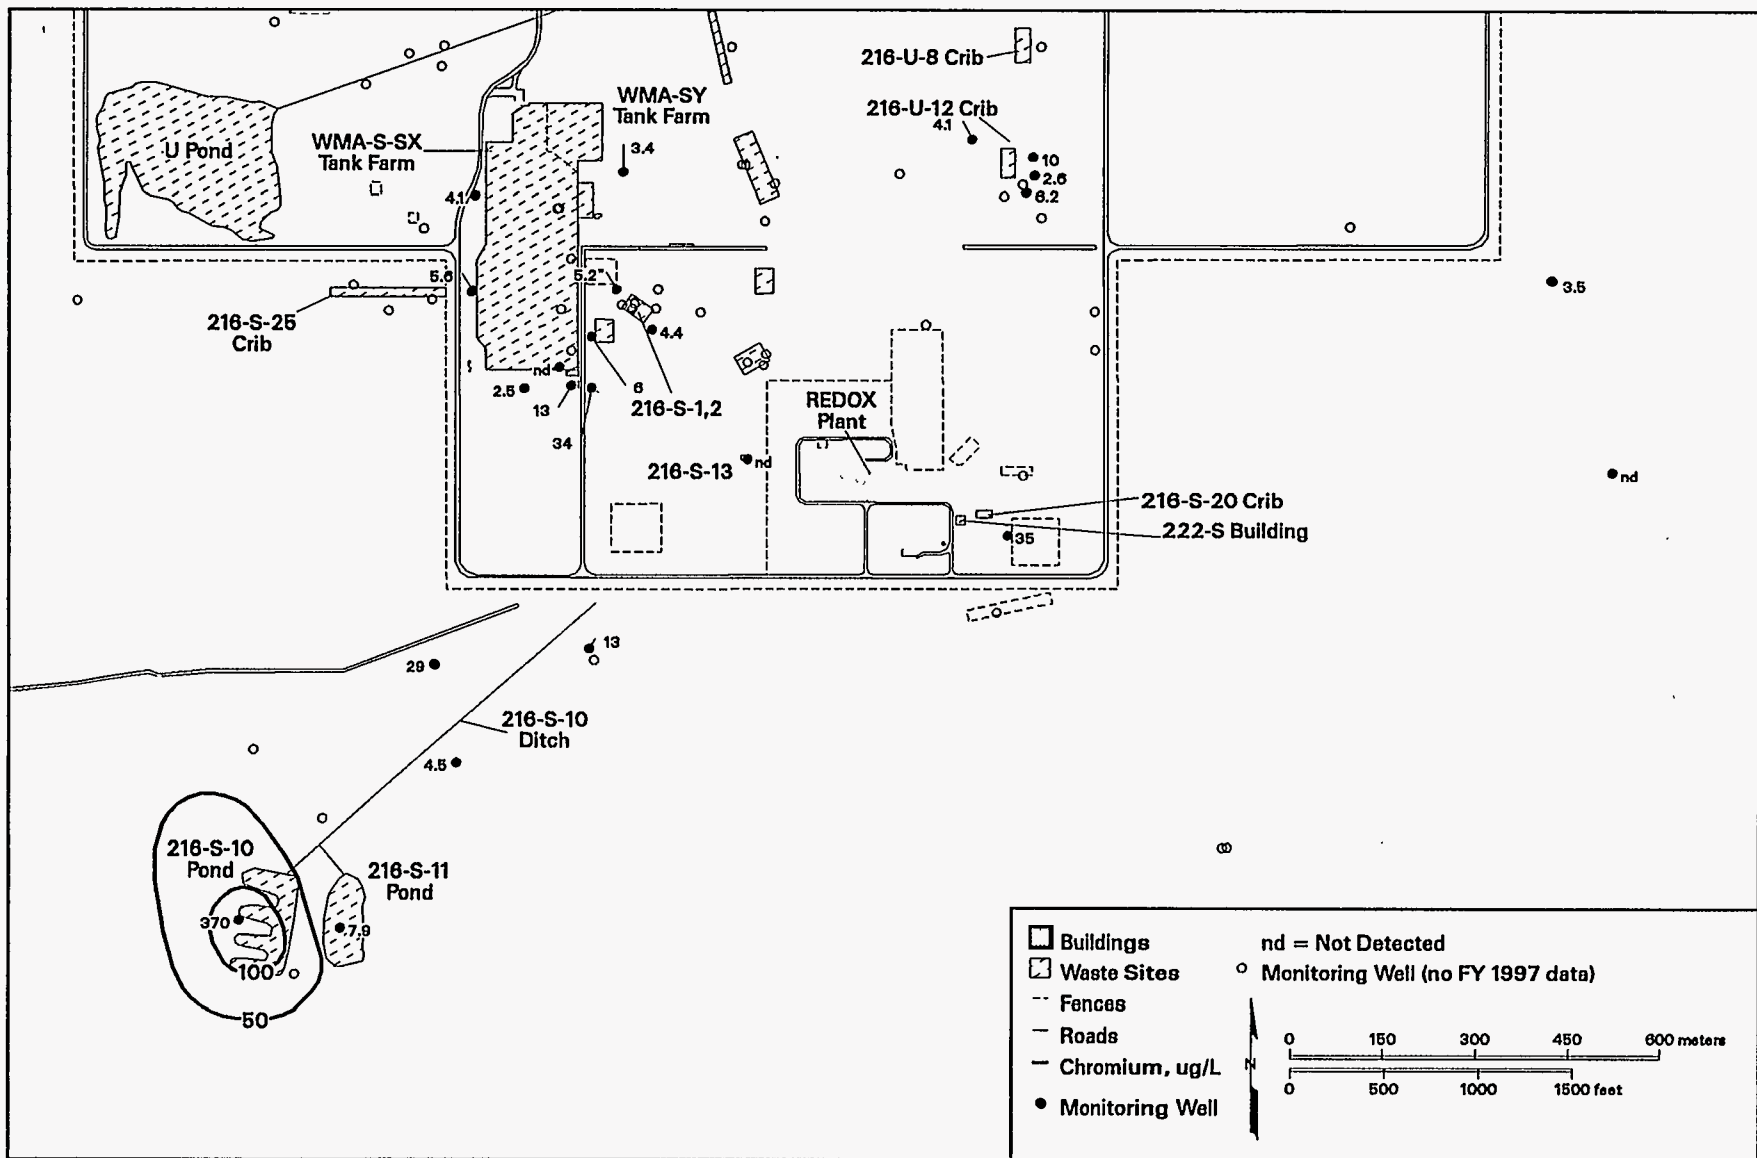 216-U-8 Crib
WMA-SY
Tank Farm
216-U-12 Crib
4.1
WMA-S-SX
Tank Farm
U Pond
3.4
10
2.6
6.2
4.1
5.6
5.2"
3.5
216-S-25
Crib
4.4
nd
2.5
13
6
216-S-1,2
34
REDOX
Plant
216-S-13
nd
nd
216-S-20 Crib
222-S Building
35
13
29
216-S-10
Ditch
4.5
216-S-10
Pond
216-S-11
Pond
370
7.9
100
50
Buildings
Waste Sites
Fences
Roads
Chromium, ug/L
Monitoring Well
nd = Not Detected
Monitoring Well (no FY 1997 data)
N
0 150 300 450 600 meters
0 500 1000 1500 feet